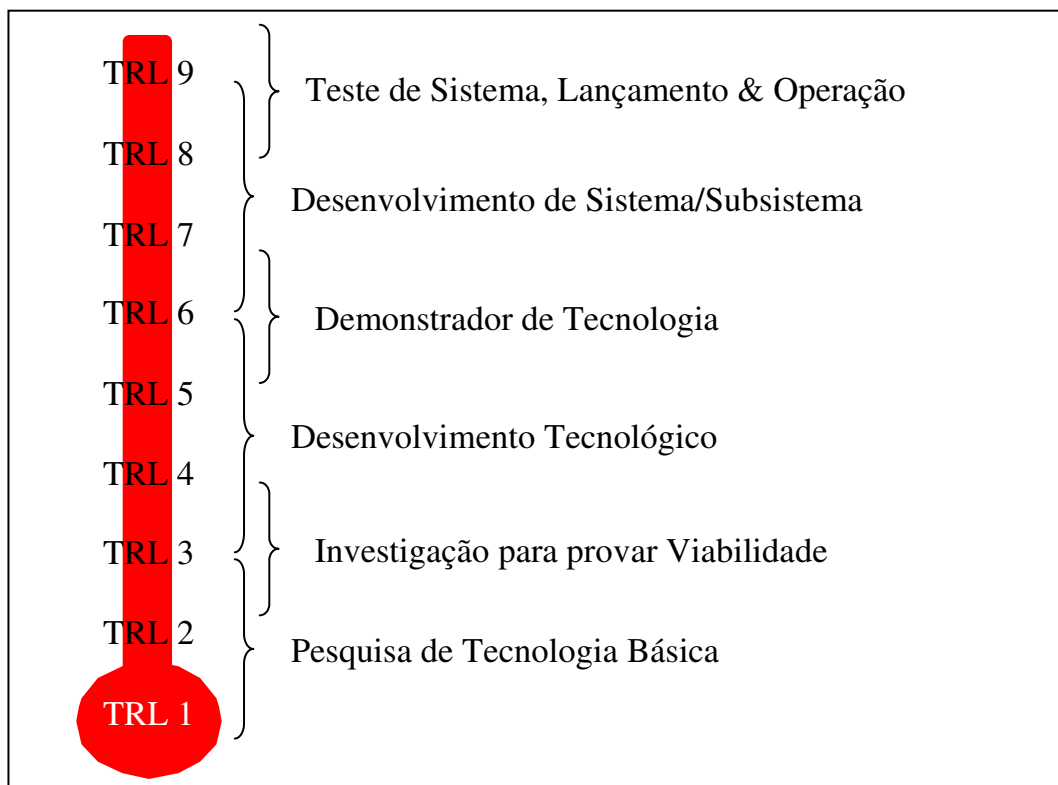 TRL 9
Teste de Sistema, Lançamento & Operação
TRL 8
Desenvolvimento de Sistema/Subsistema
TRL 7
TRL 6
Demonstrador de Tecnologia
TRL 5
Desenvolvimento Tecnológico
TRL 4
TRL 3
Investigação para provar Viabilidade
TRL 2
Pesquisa de Tecnologia Básica
TRL 1